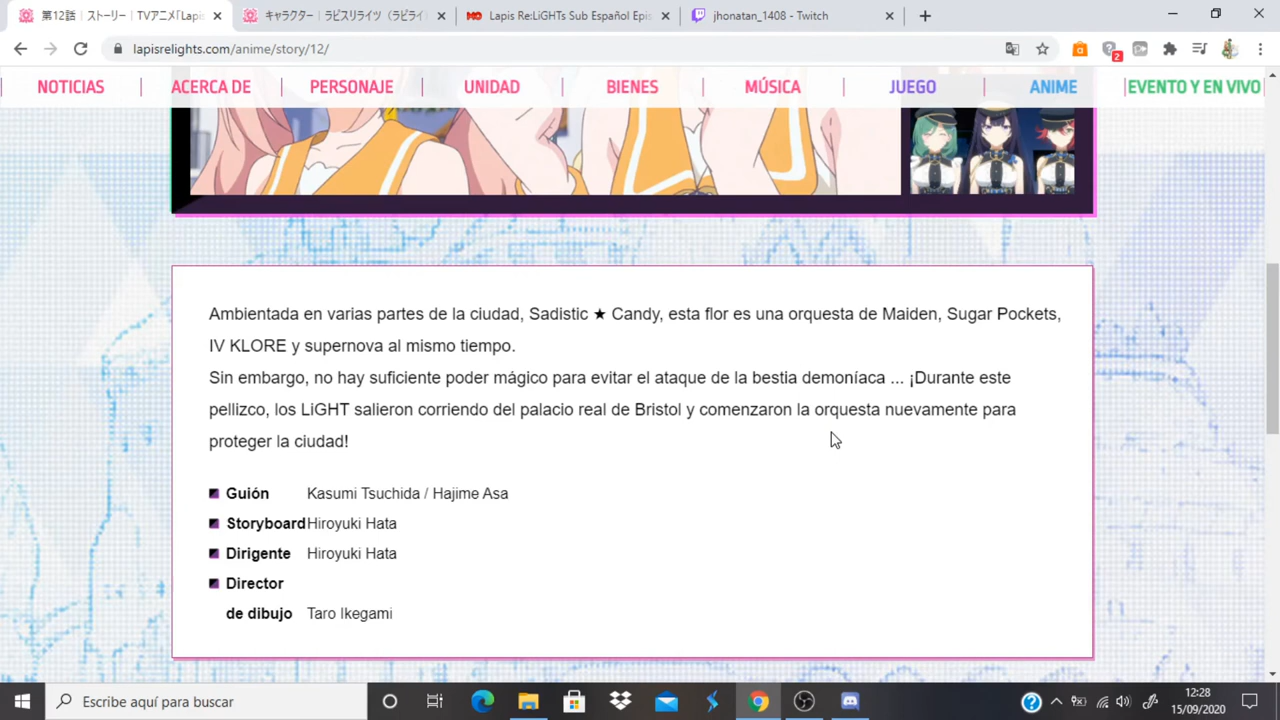 第12話｜ストーリー｜TVアニメ「Lapis
キャラクター｜ラピスリライツ（ラピライ
Lapis Re:LiGHTs Sub Español Epis
jhonatan_1408 - Twitch
lapisrelights.com/anime/story/12/
2
NOTICIAS
ACERCA DE
PERSONAJE
UNIDAD
BIENES
MÚSICA
JUEGO
ANIME
EVENTO Y EN VIVO
Ambientada en varias partes de la ciudad, Sadistic ★ Candy, esta flor es una orquesta de Maiden, Sugar Pockets,
IV KLORE y supernova al mismo tiempo.
Sin embargo, no hay suficiente poder mágico para evitar el ataque de la bestia demoníaca ... ¡Durante este
pellizco, los LiGHT salieron corriendo del palacio real de Bristol y comenzaron la orquesta nuevamente para
proteger la ciudad!
Guión Kasumi Tsuchida / Hajime Asa
Storyboard Hiroyuki Hata
Dirigente Hiroyuki Hata
Director
de dibujo Taro Ikegami
Escribe aquí para buscar
12:28
15/09/2020